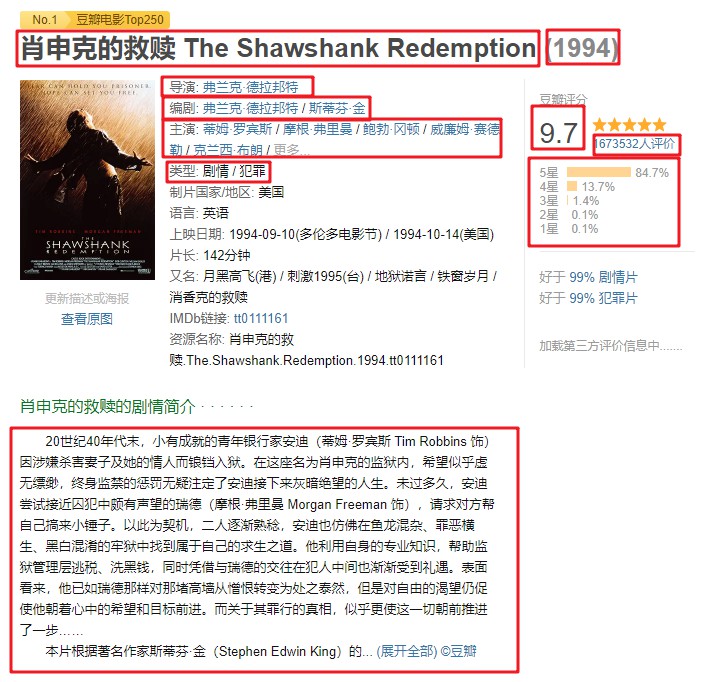 No.1 豆瓣电影Top250
肖申克的救赎 The Shawshank Redemption (1994)
FEAR CAN HOLD YOU PRISONER.
HOPE CAN SET YOU FREE.
TIM ROBBINS MORGAN FREEMAN
THE
SHAWSHANK
REDEMPTION
更新描述或海报
查看原图
导演: 弗兰克·德拉邦特
编剧: 弗兰克·德拉邦特 / 斯蒂芬·金
主演: 蒂姆·罗宾斯 / 摩根·弗里曼 / 鲍勃·冈顿 / 威廉姆·赛德
勒 / 克兰西·布朗 / 更多...
类型: 剧情 / 犯罪
制片国家/地区: 美国
语言: 英语
上映日期: 1994-09-10(多伦多电影节) / 1994-10-14(美国)
片长: 142分钟
又名: 月黑高飞(港) / 刺激1995(台) / 地狱诺言 / 铁窗岁月 /
消香克的救赎
IMDb链接: tt0111161
资源名称: 肖申克的救
赎.The.Shawshank.Redemption.1994.tt0111161
豆瓣评分
9.7
1673532人评价
5星 84.7%
4星 13.7%
3星 1.4%
2星 0.1%
1星 0.1%
好于 99% 剧情片
好于 99% 犯罪片
加载第三方评价信息中.......
肖申克的救赎的剧情简介 · · · · · ·
20世纪40年代末，小有成就的青年银行家安迪（蒂姆·罗宾斯 Tim Robbins 饰）
因涉嫌杀害妻子及她的情人而锒铛入狱。在这座名为肖申克的监狱内，希望似乎虚
无缥缈，终身监禁的惩罚无疑注定了安迪接下来灰暗绝望的人生。未过多久，安迪
尝试接近囚犯中颇有声望的瑞德（摩根·弗里曼 Morgan Freeman 饰），请求对方帮
自己搞来小锤子。以此为契机，二人逐渐熟稔，安迪也仿佛在鱼龙混杂、罪恶横
生、黑白混淆的牢狱中找到属于自己的求生之道。他利用自身的专业知识，帮助监
狱管理层逃税、洗黑钱，同时凭借与瑞德的交往在犯人中间也渐渐受到礼遇。表面
看来，他已如瑞德那样对那堵高墙从憎恨转变为处之泰然，但是对自由的渴望仍促
使他朝着心中的希望和目标前进。而关于其罪行的真相，似乎更使这一切朝前推进
了一步……
本片根据著名作家斯蒂芬·金（Stephen Edwin King）的... (展开全部) ©豆瓣